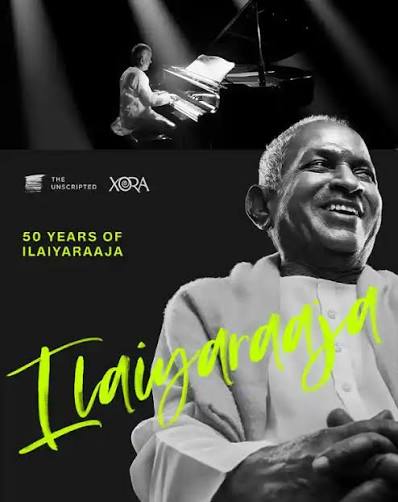 THE
UNSCRIPTED
XORA
50 YEARS OF
ILAIYARAAJA
Ilaiyaraaja